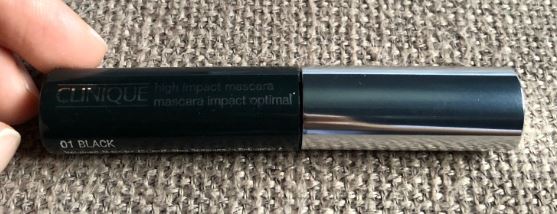 CLINIQUE high impact mascara
mascara impact optimal
01 BLACK